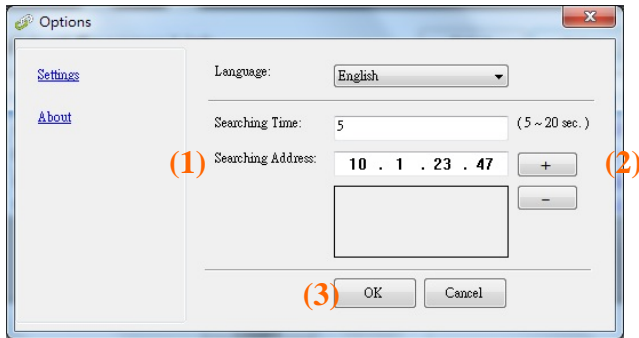 Options
x
Settings
About
Language:
English
Searching Time:
5
( 5 ~ 20 sec. )
(1) Searching Address:
10 . 1 . 23 . 47
+ (2)
-
(3) OK
Cancel